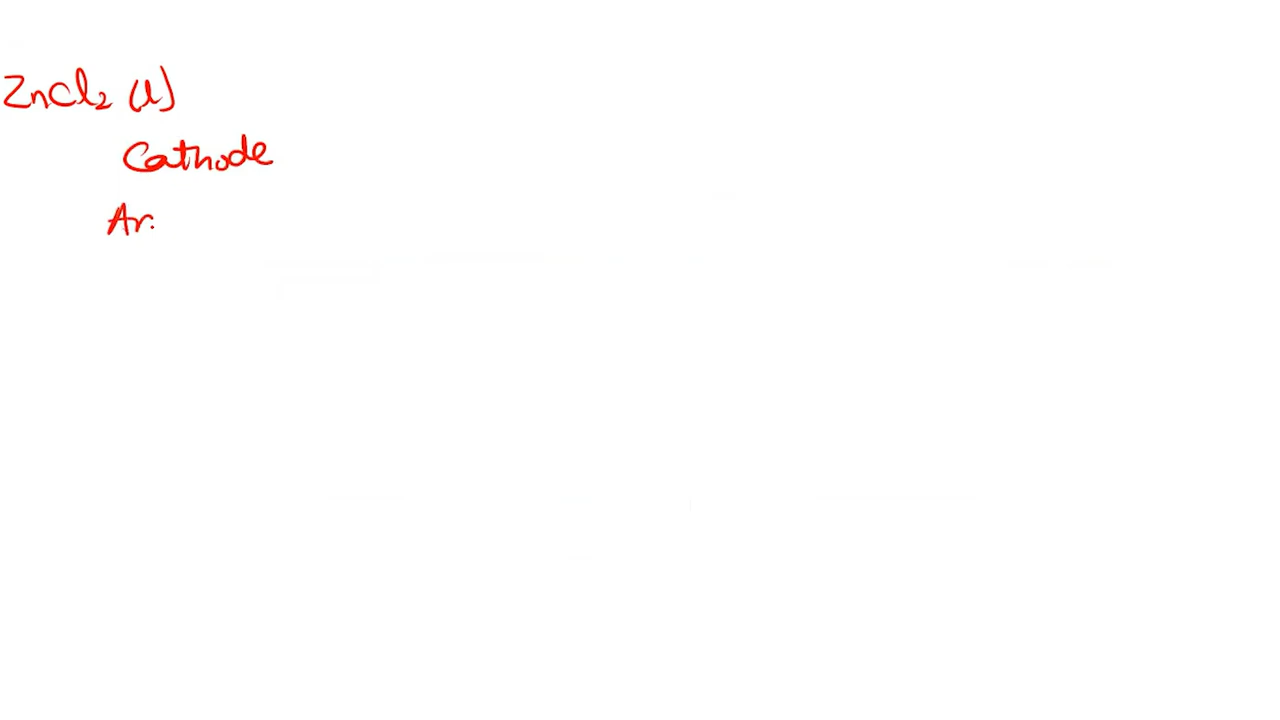 ZnCl₂ (l)
Cathode
An